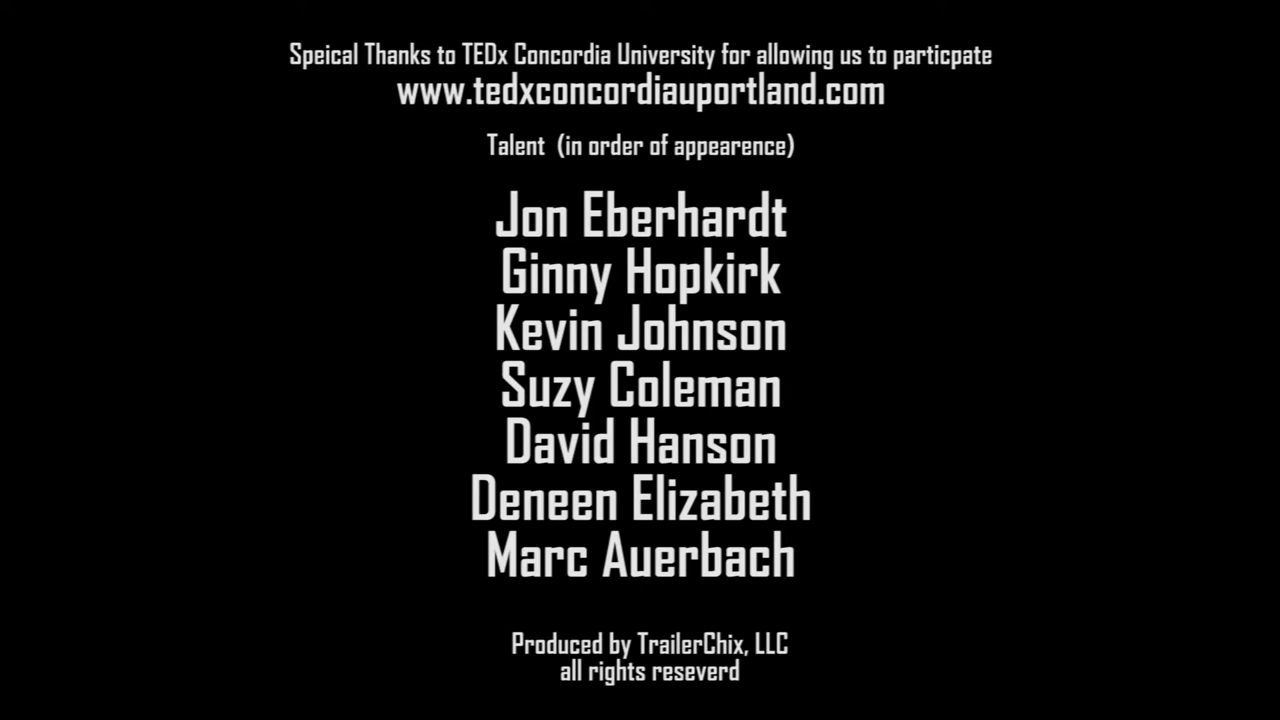 Speical Thanks to TEDx Concordia University for allowing us to particpate
www.tedxconcordiauportland.com
Talent (in order of appearence)
Jon Eberhardt
Ginny Hopkirk
Kevin Johnson
Suzy Coleman
David Hanson
Deneen Elizabeth
Marc Auerbach
Produced by TrailerChix, LLC
all rights reseverd